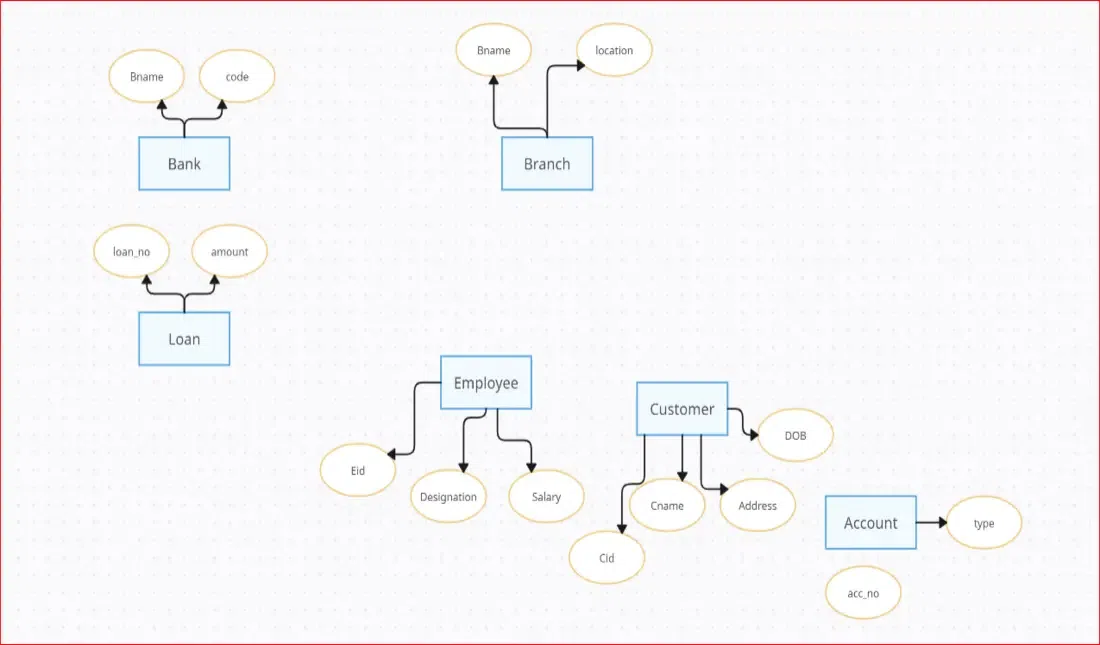 Bname
location
Bname
code
Bank
Branch
loan_no
amount
Loan
Employee
Customer
DOB
Eid
Designation
Salary
Cname
Address
Account
type
CId
acc_no